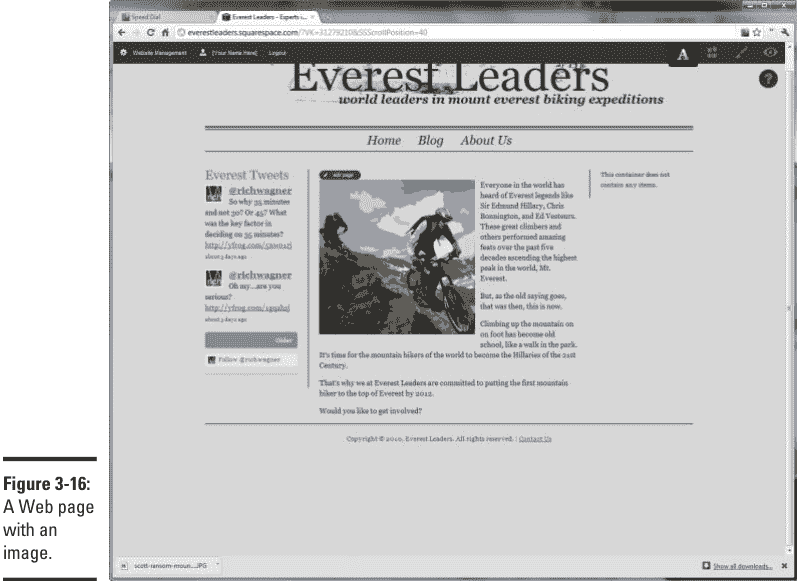 Speed Dial
Everest Leaders - Experts i...
everestleaders.squarespace.com/?VK=31279210&SSScrollPosition=40
Website Management
[Your Name Here]
Logout
A
?
Everest Leaders
world leaders in mount everest biking expeditions
Home Blog About Us
Everest Tweets
@richwagner
So why 35 minutes
and not 30? Or 45? What
was the key factor in
deciding on 35 minutes?
about 3 days ago
@richwagner
Oh my...are you
serious?
about 3 days ago
Older
Follow @richwagner
edit page
Everyone in the world has
heard of Everest legends like
Sir Edmund Hillary, Chris
Bonnington, and Ed Vesteurs.
These great climbers and
others performed amazing
feats over the past five
decades ascending the highest
peak in the world, Mt.
Everest.
But, as the old saying goes,
that was then, this is now.
Climbing up the mountain on
on foot has become old
school, like a walk in the park.
It's time for the mountain bikers of the world to become the Hillaries of the 21st
Century.
That's why we at Everest Leaders are committed to putting the first mountain
biker to the top of Everest by 2012.
Would you like to get involved?
This container does not
contain any items.
Copyright © 2010, Everest Leaders. All rights reserved. | Contact Us
scott-ransom-moun....JPG
Show all downloads...
Figure 3-16:
A Web page
with an
image.